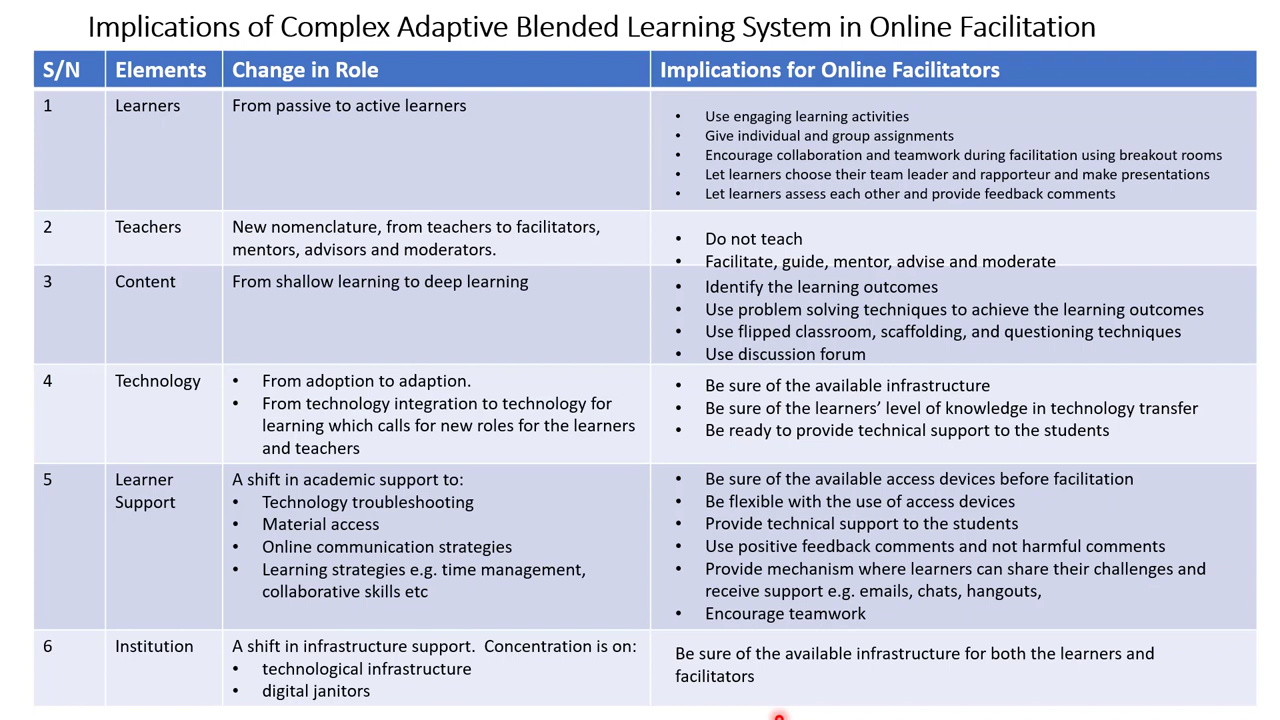 Implications of Complex Adaptive Blended Learning System in Online Facilitation
S/N Elements Change in Role Implications for Online Facilitators
1 Learners From passive to active learners
• Use engaging learning activities
• Give individual and group assignments
• Encourage collaboration and teamwork during facilitation using breakout rooms
• Let learners choose their team leader and rapporteur and make presentations
• Let learners assess each other and provide feedback comments
2 Teachers New nomenclature, from teachers to facilitators,
mentors, advisors and moderators.
• Do not teach
• Facilitate, guide, mentor, advise and moderate
3 Content From shallow learning to deep learning
• Identify the learning outcomes
• Use problem solving techniques to achieve the learning outcomes
• Use flipped classroom, scaffolding, and questioning techniques
• Use discussion forum
4 Technology
• From adoption to adaption.
• From technology integration to technology for
learning which calls for new roles for the learners
and teachers
• Be sure of the available infrastructure
• Be sure of the learners’ level of knowledge in technology transfer
• Be ready to provide technical support to the students
5 Learner
Support
A shift in academic support to:
• Technology troubleshooting
• Material access
• Online communication strategies
• Learning strategies e.g. time management,
collaborative skills etc
• Be sure of the available access devices before facilitation
• Be flexible with the use of access devices
• Provide technical support to the students
• Use positive feedback comments and not harmful comments
• Provide mechanism where learners can share their challenges and
receive support e.g. emails, chats, hangouts,
• Encourage teamwork
6 Institution A shift in infrastructure support. Concentration is on:
• technological infrastructure
• digital janitors
Be sure of the available infrastructure for both the learners and
facilitators